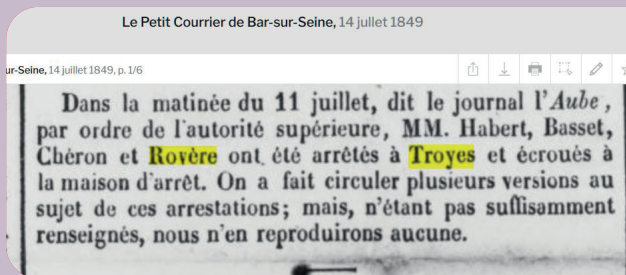 Le Petit Courrier de Bar-sur-Seine, 14 jullet 1849
ur-Seine, 14 juillet 1849, p. 1/6
Dans la matinée du 11 juillet, dit le journal l'Aube,
par ordre de l'autorité supérieure, MM. Habert, Basset,
Chéron et Rovère ont été arrêtés à Troyes et écroués à
la maison d'arrêt. On a fait circuler plusieurs versions au
sujet de ces arrestations; mais, n'étant pas suffisamment
renseignés, nous n'en reproduirons aucune.